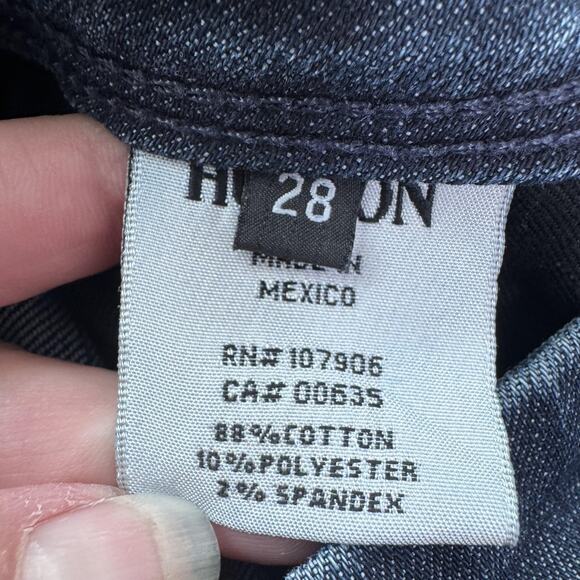 28
MADE IN
MEXICO
RN# 107906
CA# 00635
88%COTTON
10%POLYESTER
2% SPANDEX